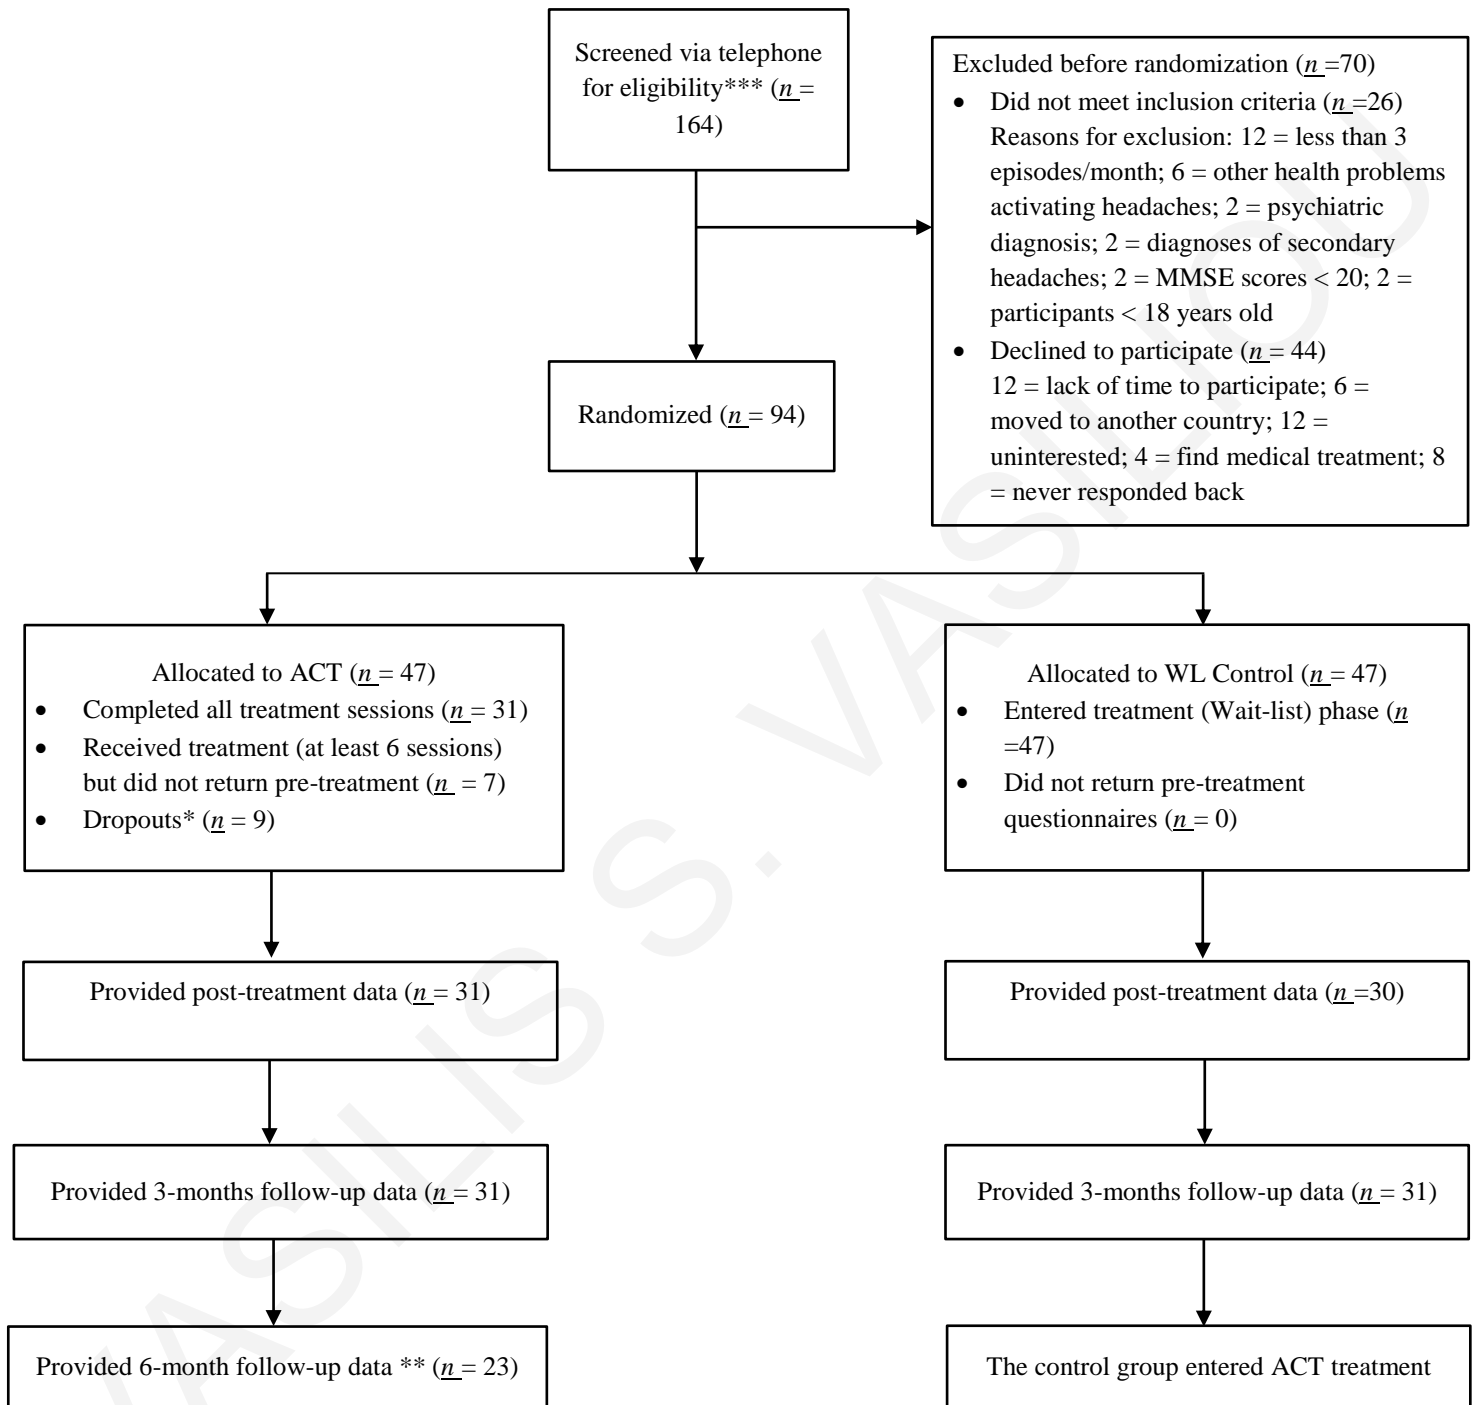 Screened via telephone
for eligibility*** (n =
164)
Excluded before randomization (n =70)
• Did not meet inclusion criteria (n =26)
Reasons for exclusion: 12 = less than 3
episodes/month; 6 = other health problems
activating headaches; 2 = psychiatric
diagnosis; 2 = diagnoses of secondary
headaches; 2 = MMSE scores < 20; 2 =
participants < 18 years old
• Declined to participate (n = 44)
12 = lack of time to participate; 6 =
moved to another country; 12 =
uninterested; 4 = find medical treatment; 8
= never responded back
Randomized (n = 94)
Allocated to ACT (n = 47)
• Completed all treatment sessions (n = 31)
• Received treatment (at least 6 sessions)
but did not return pre-treatment (n = 7)
• Dropouts* (n = 9)
Allocated to WL Control (n = 47)
• Entered treatment (Wait-list) phase (n
=47)
• Did not return pre-treatment
questionnaires (n = 0)
Provided post-treatment data (n = 31)
Provided post-treatment data (n =30)
Provided 3-months follow-up data (n = 31)
Provided 3-months follow-up data (n = 31)
Provided 6-month follow-up data ** (n = 23)
The control group entered ACT treatment
VASILIS S. VASILIOU